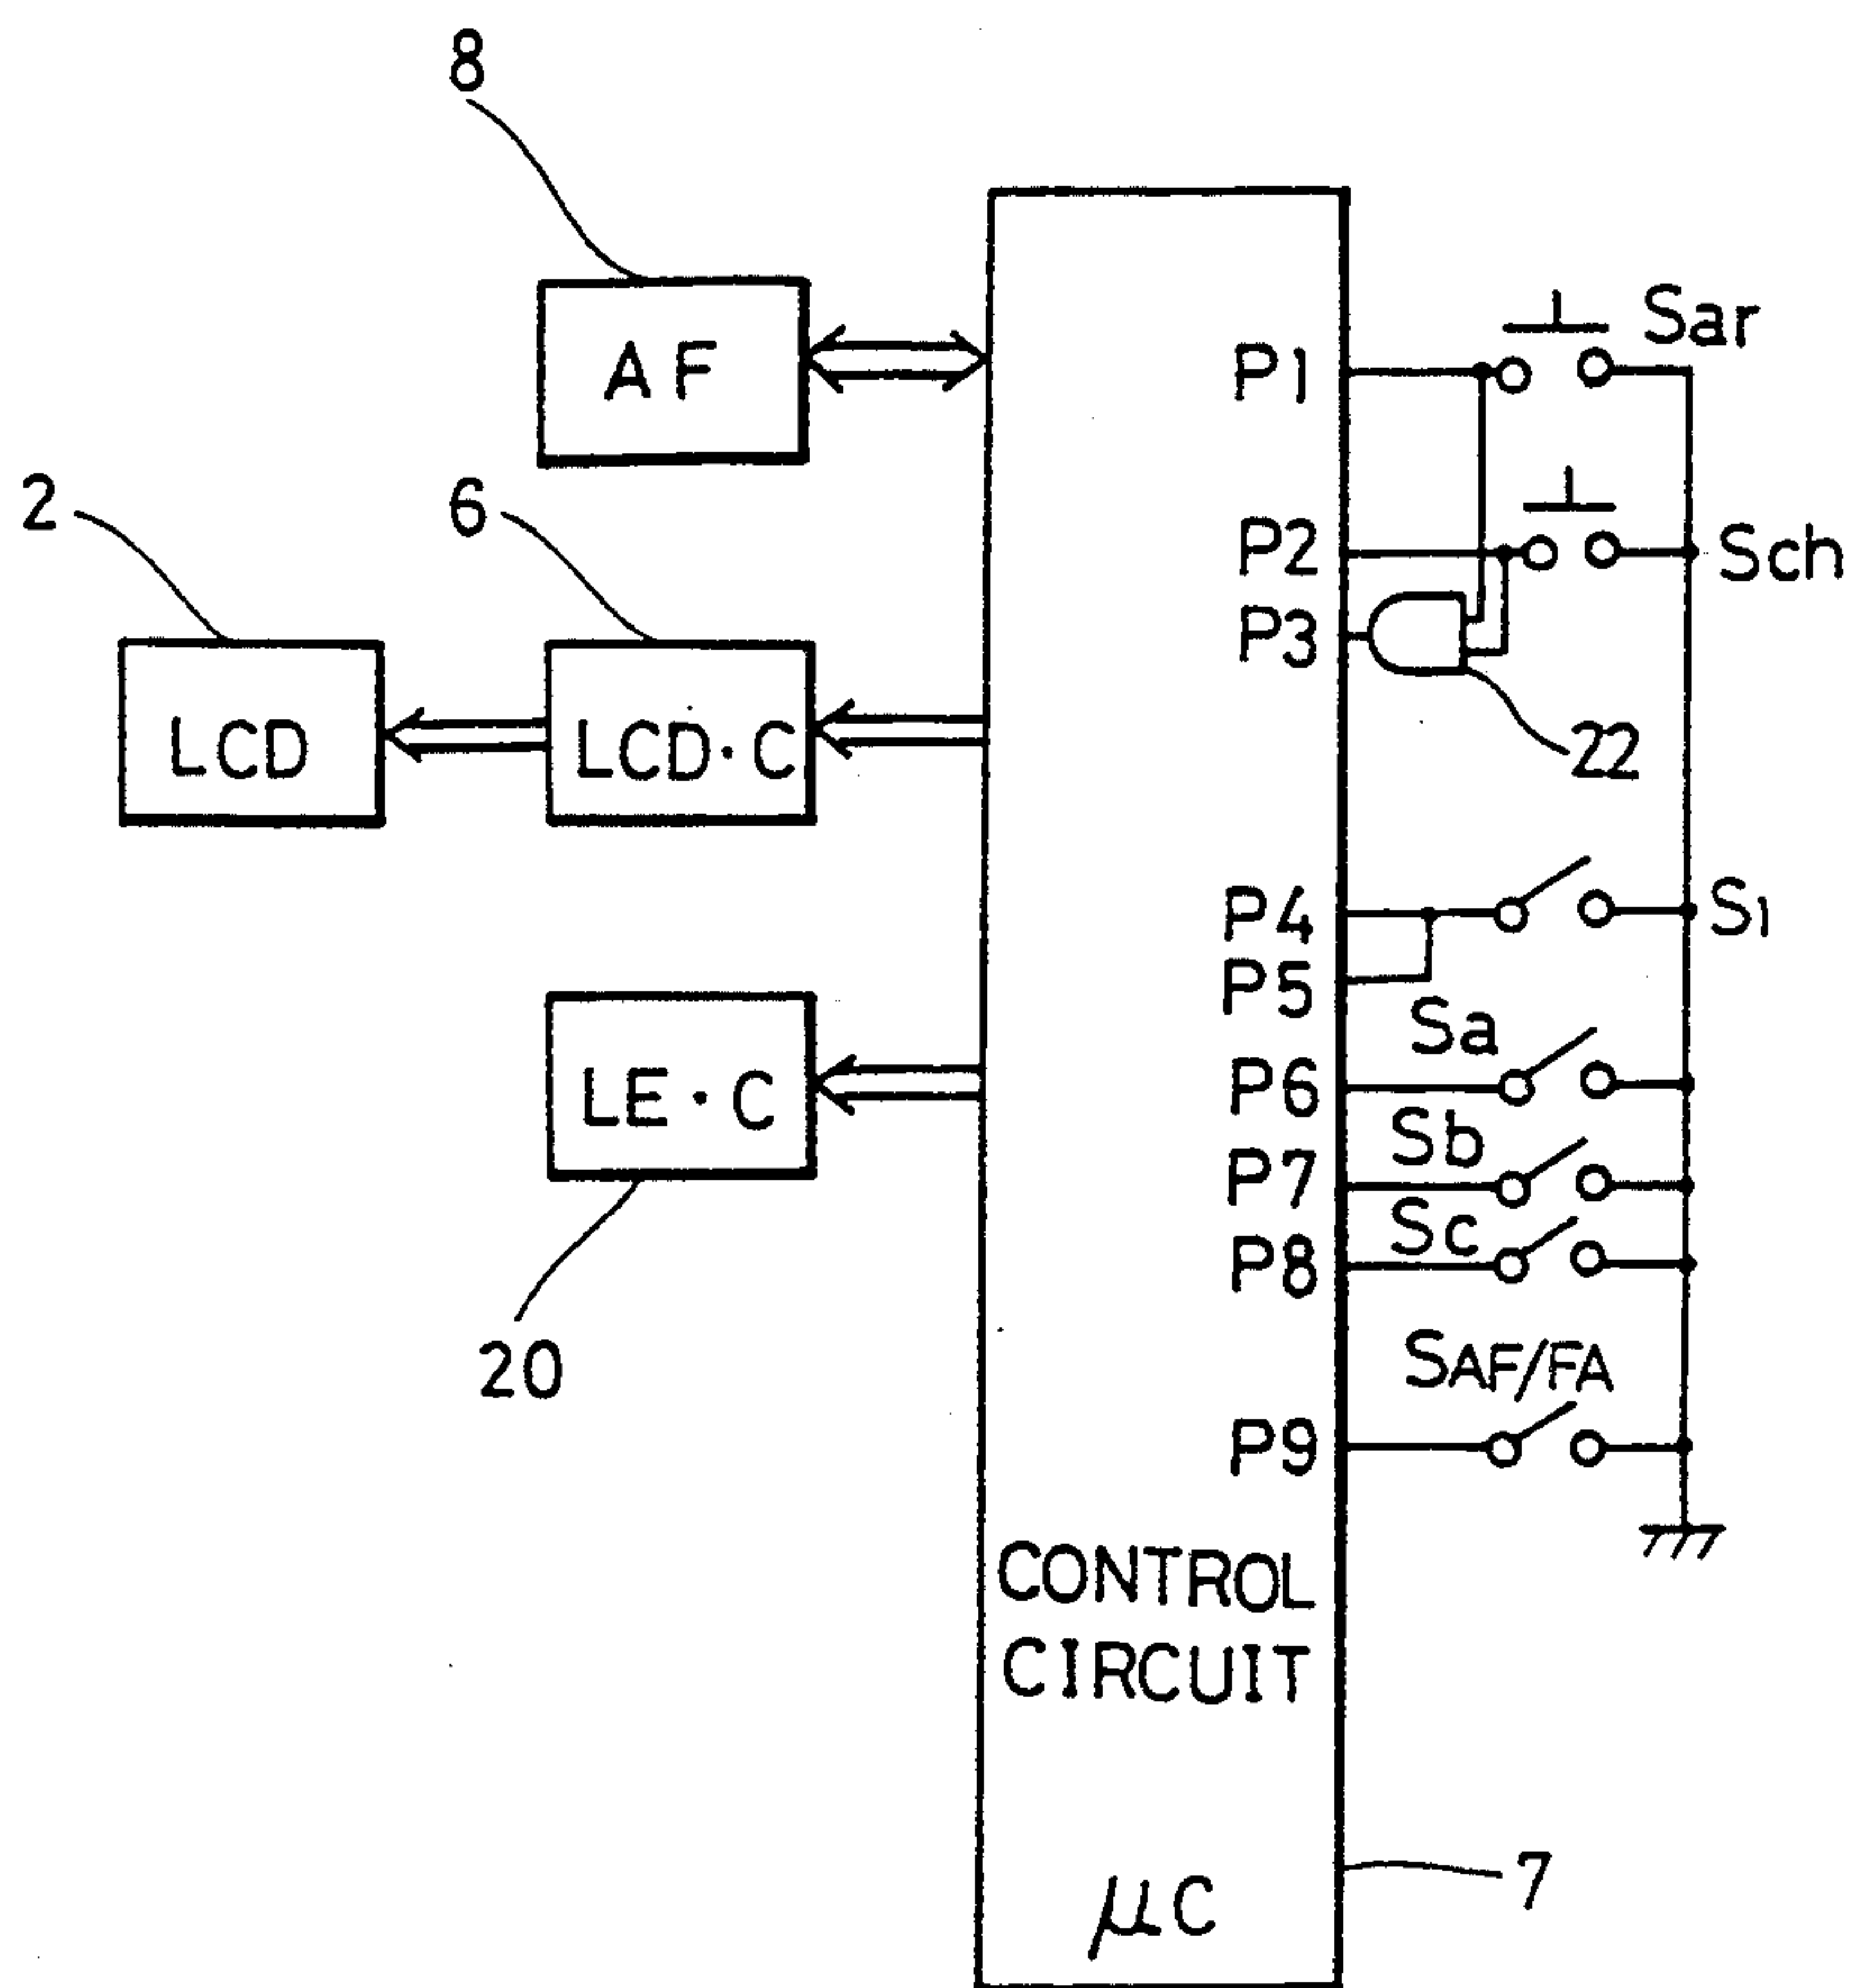 8
AF
P1
Sar
2
6
P2
Sch
P3
LCD
LCD·C
22
P4
S1
P5
Sa
LE·C
P6
Sb
P7
Sc
P8
20
SAF/FA
P9
CONTROL
CIRCUIT
7
μC